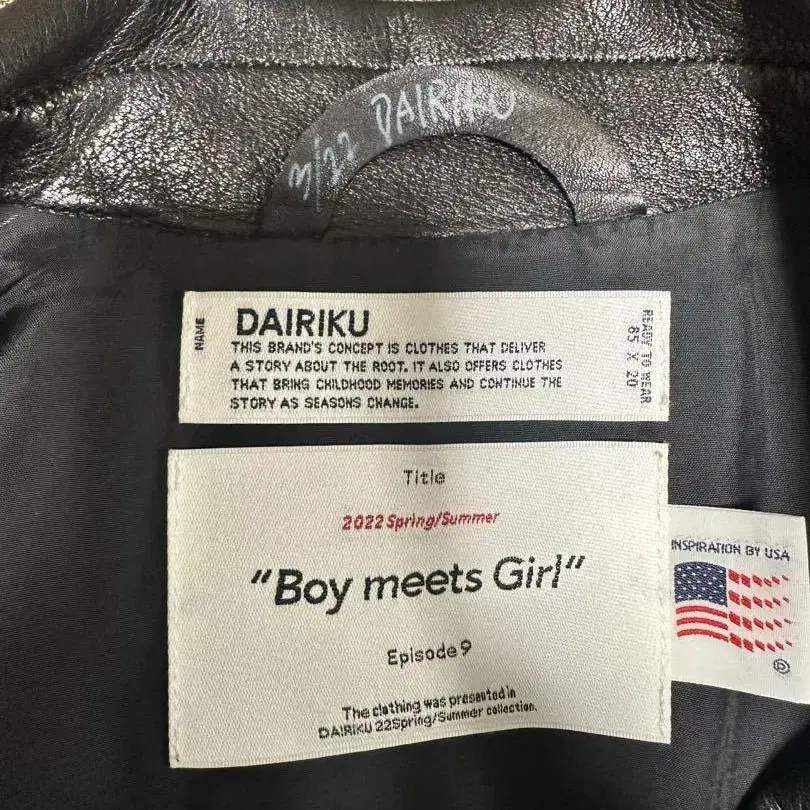 3/22 DAIRIKU
NAME
DAIRIKU
THIS BRAND'S CONCEPT IS CLOTHES THAT DELIVER
A STORY ABOUT THE ROOT. IT ALSO OFFERS CLOTHES
THAT BRING CHILDHOOD MEMORIES AND CONTINUE THE
STORY AS SEASONS CHANGE.
READY TO WEAR
85 X 20
Title
2022 Spring/Summer
"Boy meets Girl"
Episode 9
The clothing was presented in
DAIRIKU 22Spring/Summer collection.
INSPIRATION BY USA
D